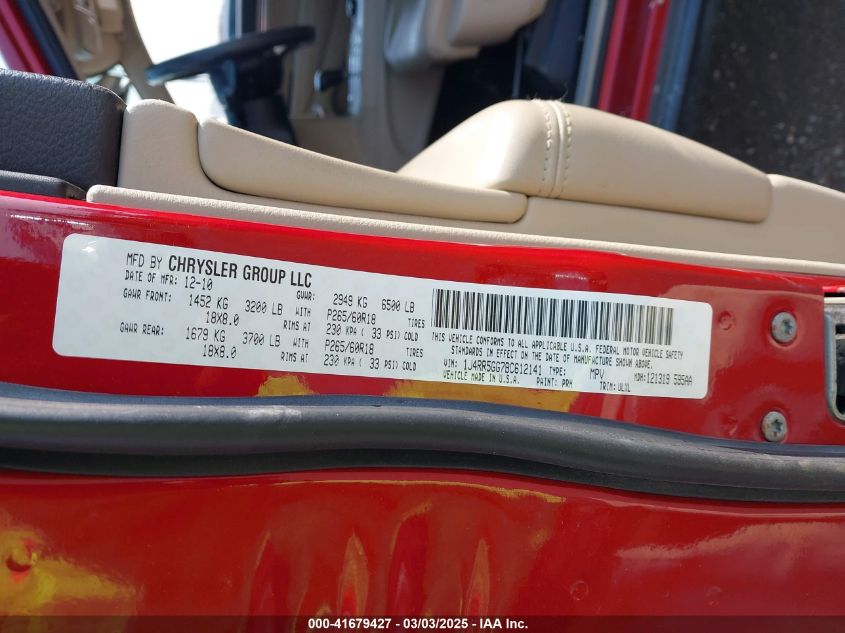 MFD BY CHRYSLER GROUP LLC
DATE OF MFR: 12-10 GVWR: 2949 KG 6500 LB
GAWR FRONT: 1452 KG 3200 LB WITH P265/60R18 TIRES
18X8.0 RIMS AT 230 KPA ( 33 PSI) COLD
GAWR REAR: 1679 KG 3700 LB WITH P265/60R18 TIRES
18X8.0 RIMS AT 230 KPA ( 33 PSI) COLD
THIS VEHICLE CONFORMS TO ALL APPLICABLE U.S.A. FEDERAL MOTOR VEHICLE SAFETY
STANDARDS IN EFFECT ON THE DATE OF MANUFACTURE SHOWN ABOVE.
VIN: 1J4RR5GG7BC612141 TYPE: MPV MDH: 121319 595AA
VEHICLE MADE IN U.S.A. PAINT: PRH TRIM: ULJL
000-41679427 - 03/03/2025 - IAA Inc.